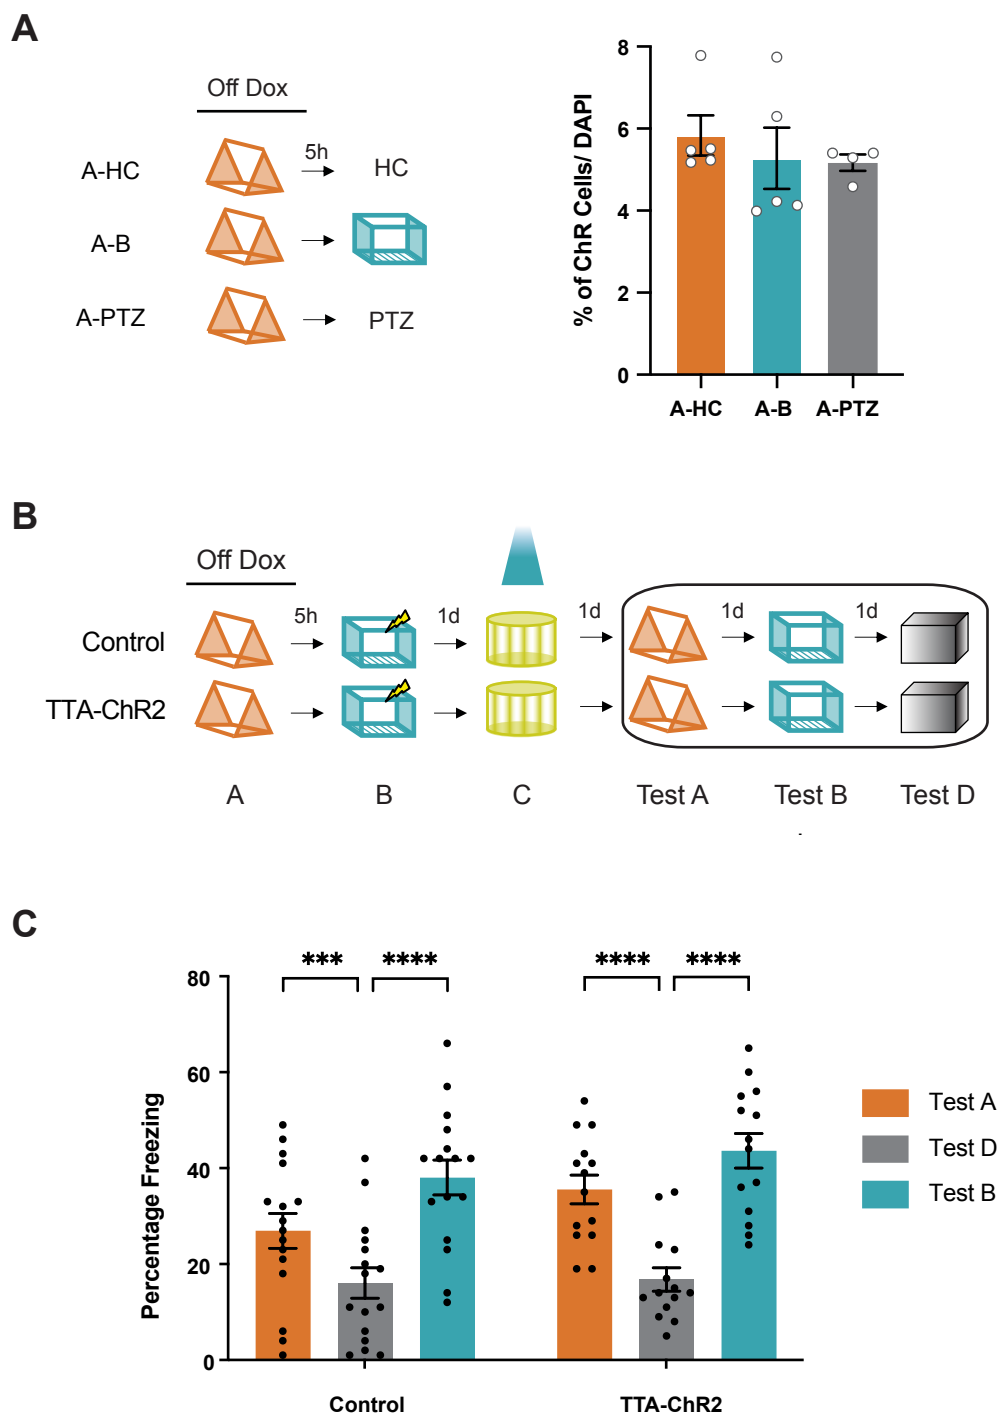 A
Off Dox
A-HC
5h
HC
A-B
A-PTZ
PTZ
% of ChR Cells/ DAPI
8
6
4
2
0
A-HC A-B A-PTZ
B
Off Dox
Control
5h 1d 1d 1d 1d
TTA-ChR2
A B C Test A Test B Test D
C
*** **** **** ****
Percentage Freezing
80
60
40
20
0
Control TTA-ChR2
Test A
Test D
Test B